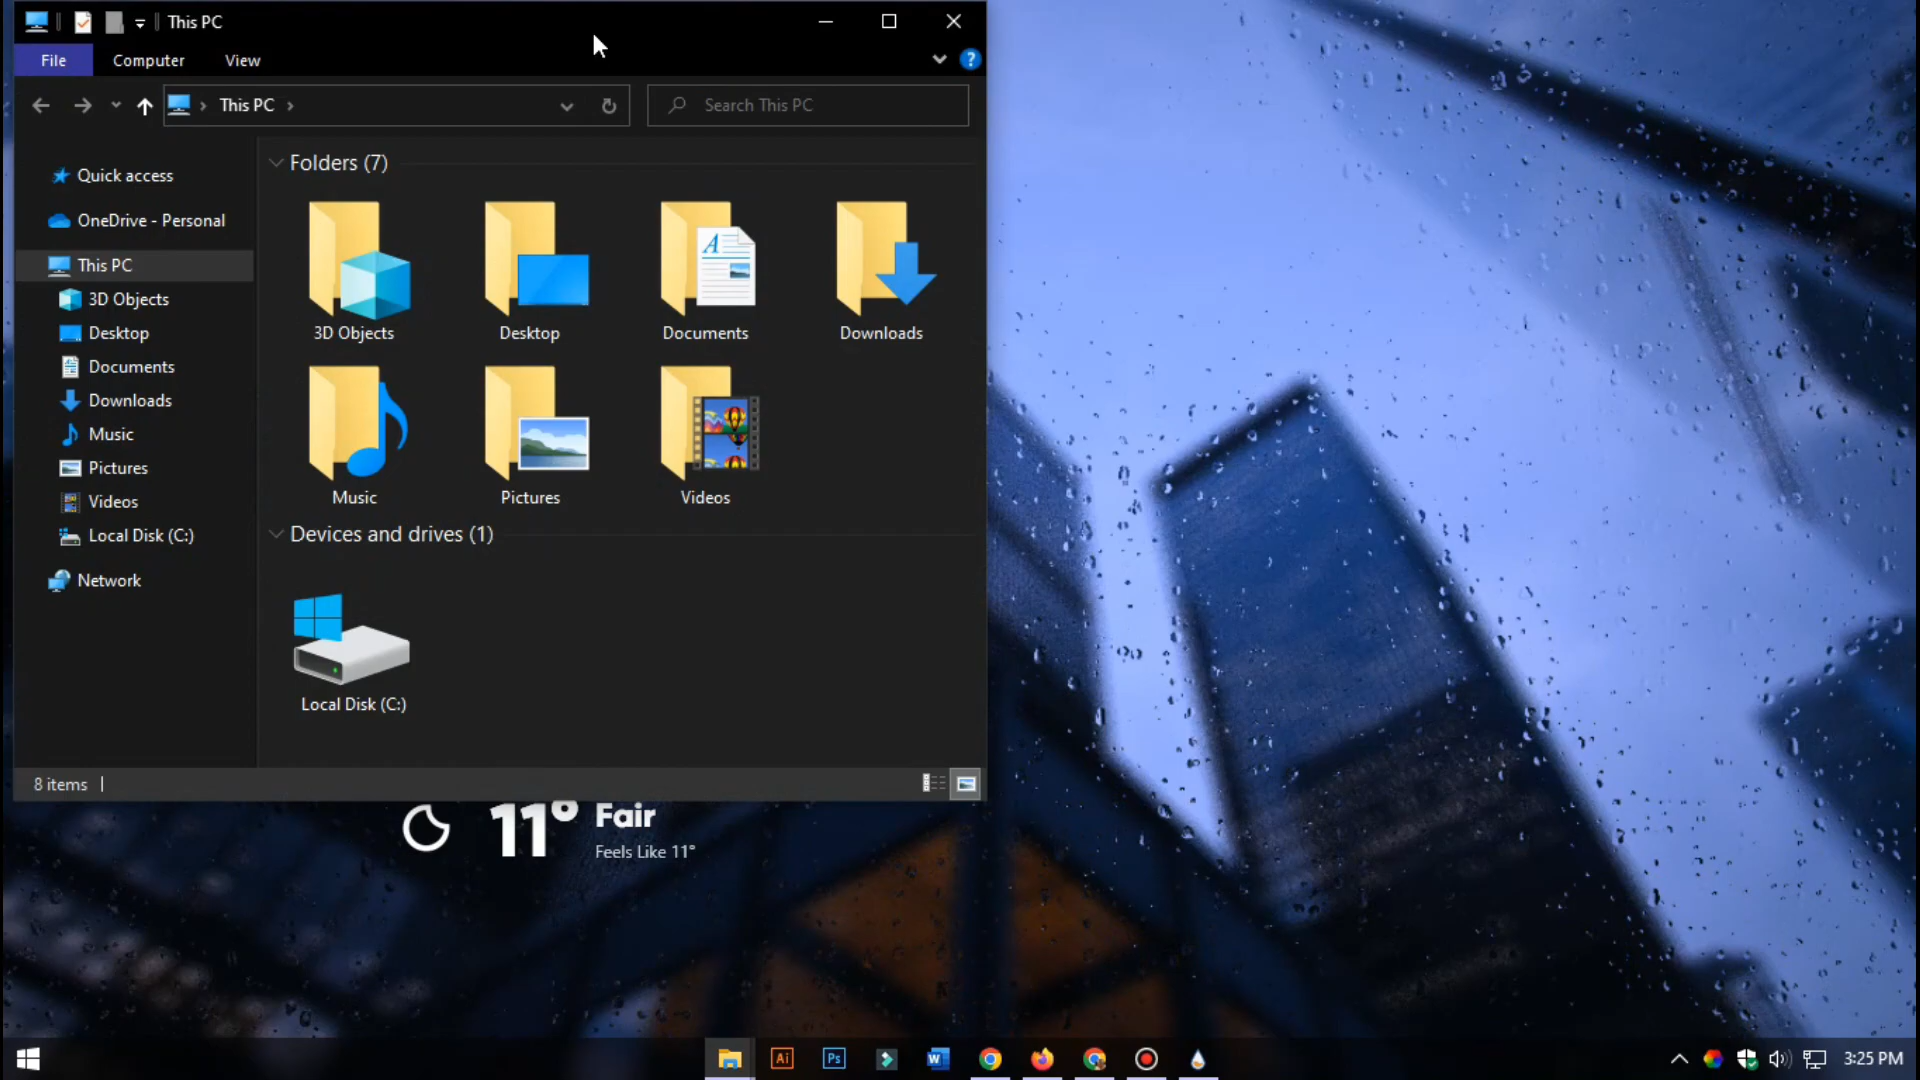 This PC
File Computer View
This PC
Search This PC
Quick access
OneDrive - Personal
This PC
3D Objects
Desktop
Documents
Downloads
Music
Pictures
Videos
Local Disk (C:)
Network
Folders (7)
3D Objects Desktop Documents Downloads
Music Pictures Videos
Devices and drives (1)
Local Disk (C:)
8 items
11° Fair
Feels Like 11°
Ai Ps W 3:25 PM